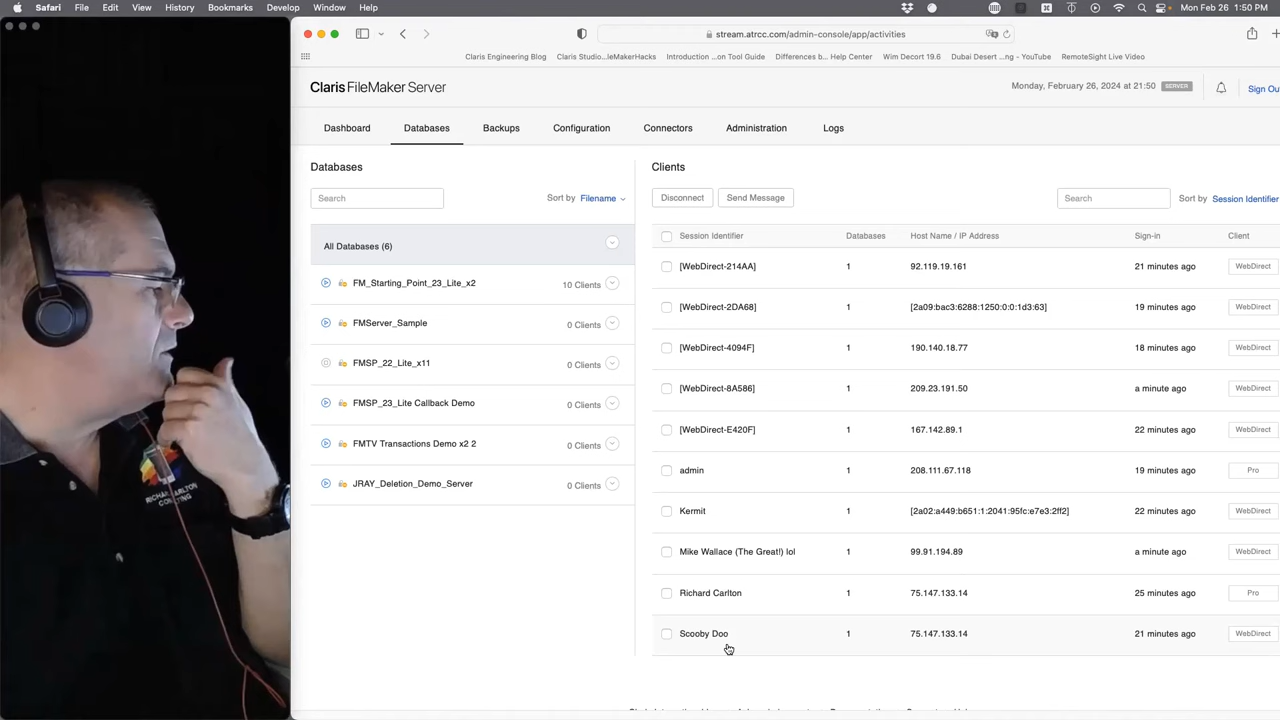 Safari File Edit View History Bookmarks Develop Window Help
Mon Feb 26 1:50 PM
stream.atrcc.com/admin-console/app/activities
Claris Engineering Blog Claris Studio...leMakerHacks Introduction ...on Tool Guide Differences b... Help Center Wim Decort 19.6 Dubai Desert ...ng - YouTube RemoteSight Live Video
Claris FileMaker Server
Monday, February 26, 2024 at 21:50 SERVER
Sign Ou
Dashboard Databases Backups Configuration Connectors Administration Logs
Databases
Search
Sort by Filename
All Databases (6)
FM_Starting_Point_23_Lite_x2 10 Clients
FMServer_Sample 0 Clients
FMSP_22_Lite_x11 0 Clients
FMSP_23_Lite Callback Demo 0 Clients
FMTV Transactions Demo x2 2 0 Clients
JRAY_Deletion_Demo_Server 0 Clients
Clients
Disconnect Send Message
Search
Sort by Session Identifier
Session Identifier Databases Host Name / IP Address Sign-in Client
[WebDirect-214AA] 1 92.119.19.161 21 minutes ago WebDirect
[WebDirect-2DA68] 1 [2a09:bac3:6288:1250:0:0:1d3:63] 19 minutes ago WebDirect
[WebDirect-4094F] 1 190.140.18.77 18 minutes ago WebDirect
[WebDirect-8A586] 1 209.23.191.50 a minute ago WebDirect
[WebDirect-E420F] 1 167.142.89.1 22 minutes ago WebDirect
admin 1 208.111.67.118 19 minutes ago Pro
Kermit 1 [2a02:a449:b651:1:2041:95fc:e7e3:2ff2] 22 minutes ago WebDirect
Mike Wallace (The Great!) lol 1 99.91.194.89 a minute ago WebDirect
Richard Carlton 1 75.147.133.14 25 minutes ago Pro
Scooby Doo 1 75.147.133.14 21 minutes ago WebDirect
RICHARD CARLTON
CONSULTING